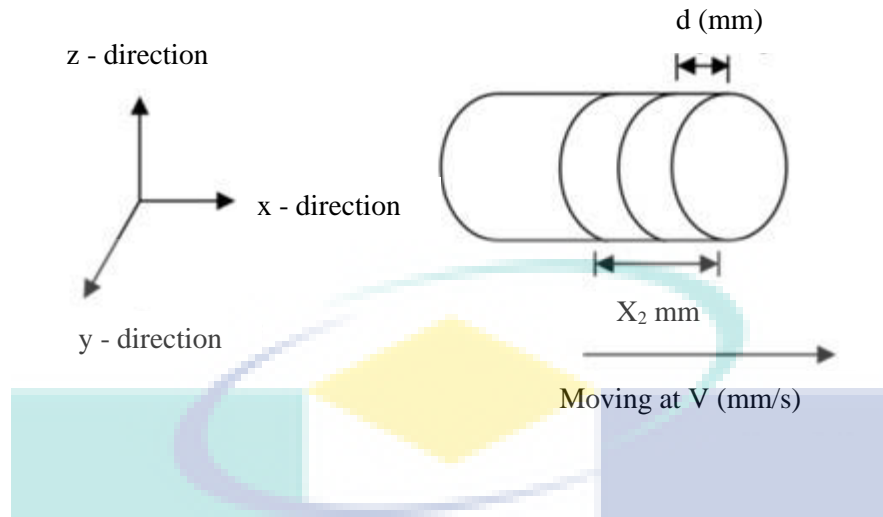 d (mm)
z - direction
x - direction
X₂ mm
y - direction
Moving at V (mm/s)